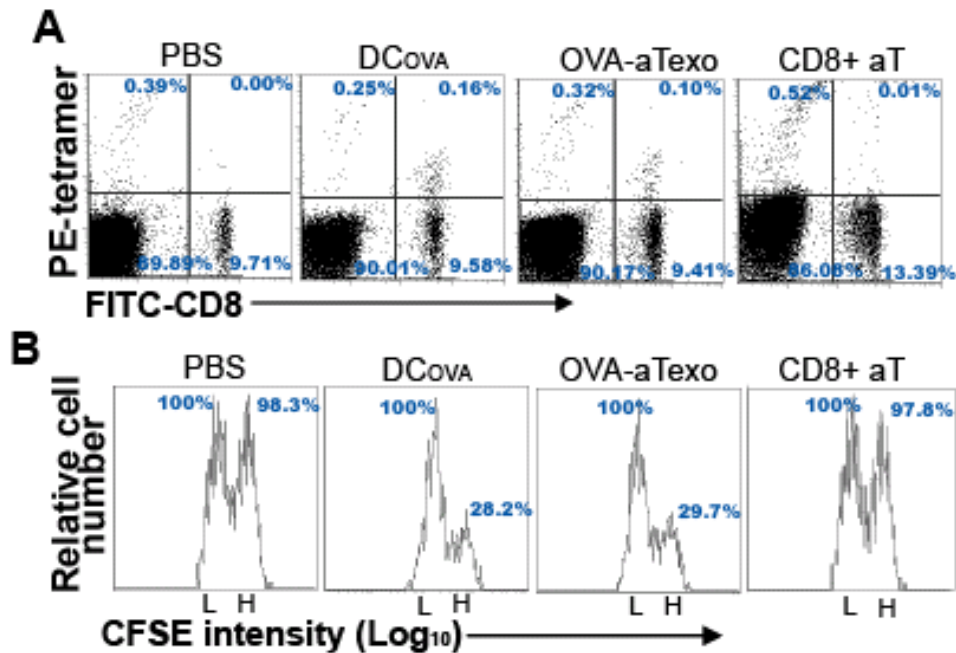 A
PBS DCOVA OVA-aTexo CD8+ aT
PE-tetramer
0.39% 0.00% 0.25% 0.16% 0.32% 0.10% 0.52% 0.01%
89.89% 9.71% 90.01% 9.58% 90.17% 9.41% 86.08% 13.39%
FITC-CD8
B
PBS DCOVA OVA-aTexo CD8+ aT
Relative cell
number
100% 98.3% 100% 28.2% 100% 29.7% 100% 97.8%
L H L H L H L H
CFSE intensity (Log10)